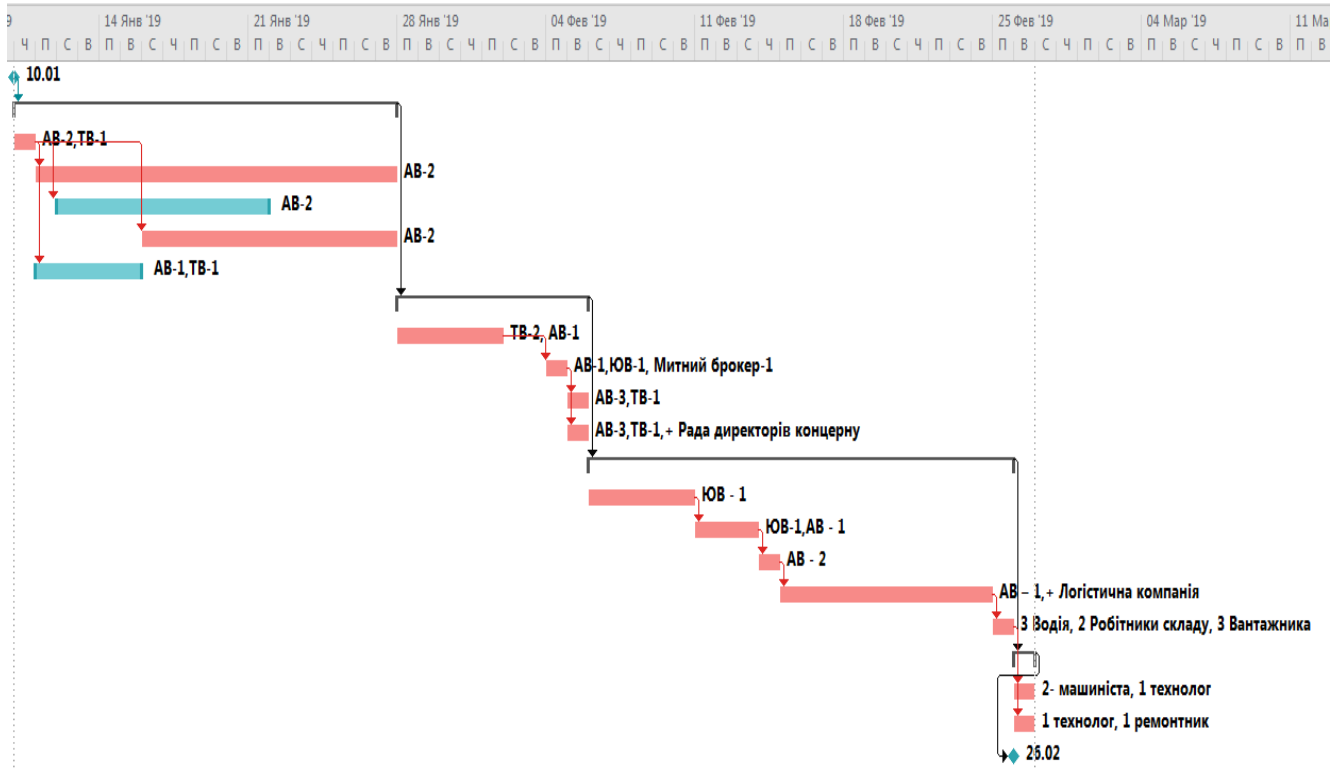 9 14 Янв '19 21 Янв '19 28 Янв '19 04 Фев '19 11 Фев '19 18 Фев '19 25 Фев '19 04 Мар '19 11 Ма
Ч П С В П В С Ч П С В П В С Ч П С В П В С Ч П С В П В С Ч П С В П В С Ч П С В П В С Ч П С В П В С Ч П С В П В С Ч П С В П В
10.01
АВ-2,ТВ-1
АВ-2
АВ-2
АВ-2
АВ-1,ТВ-1
ТВ-2, АВ-1
АВ-1,ЮВ-1, Митний брокер-1
АВ-3,ТВ-1
АВ-3,ТВ-1,+ Рада директорів концерну
ЮВ - 1
ЮВ-1,АВ - 1
АВ - 2
АВ – 1,+ Логістична компанія
3 Водія, 2 Робітники складу, 3 Вантажника
2- машиніста, 1 технолог
1 технолог, 1 ремонтник
26.02